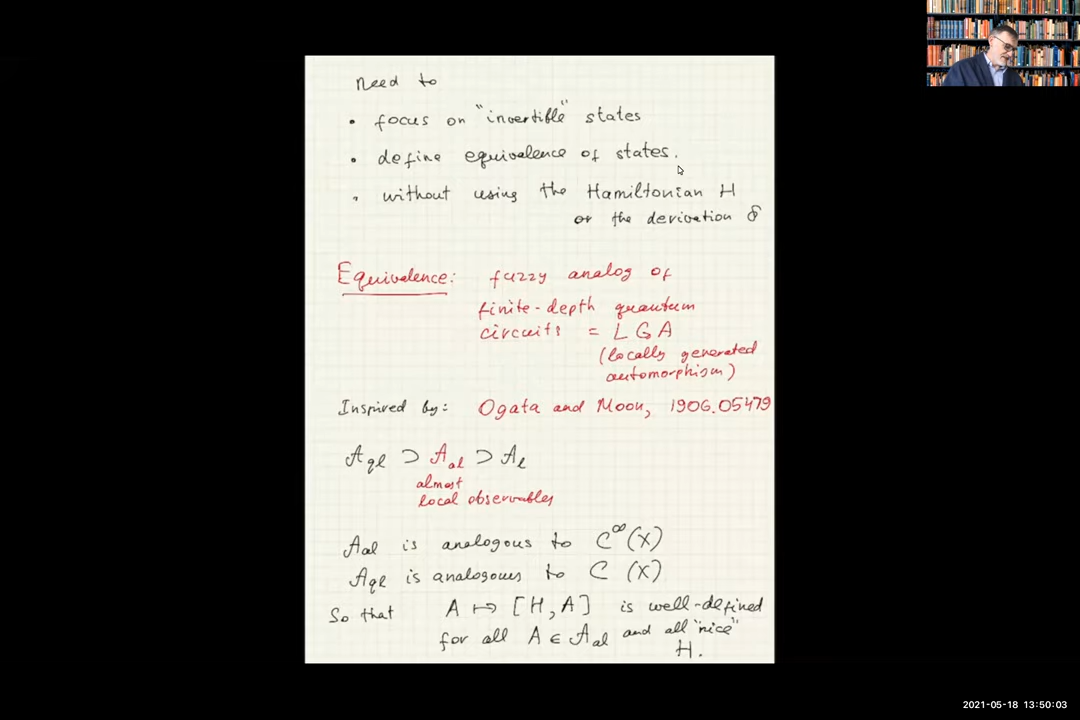 need to
• focus on "invertible" states
• define equivalence of states.
• without using the Hamiltonian H
or the derivation δ
Equivalence: fuzzy analog of
finite-depth quantum
circuits = LGA
(locally generated
automorphism)
Inspired by: Ogata and Moon, 1906.05479
𝒜_ql ⊃ 𝒜_al ⊃ 𝒜_l
almost
local observables
𝒜_al is analogous to C^∞(X)
𝒜_ql is analogous to C (X)
So that A ↦ [H, A] is well-defined
for all A ∈ 𝒜_al and all "nice"
H.
2021-05-18 13:50:03